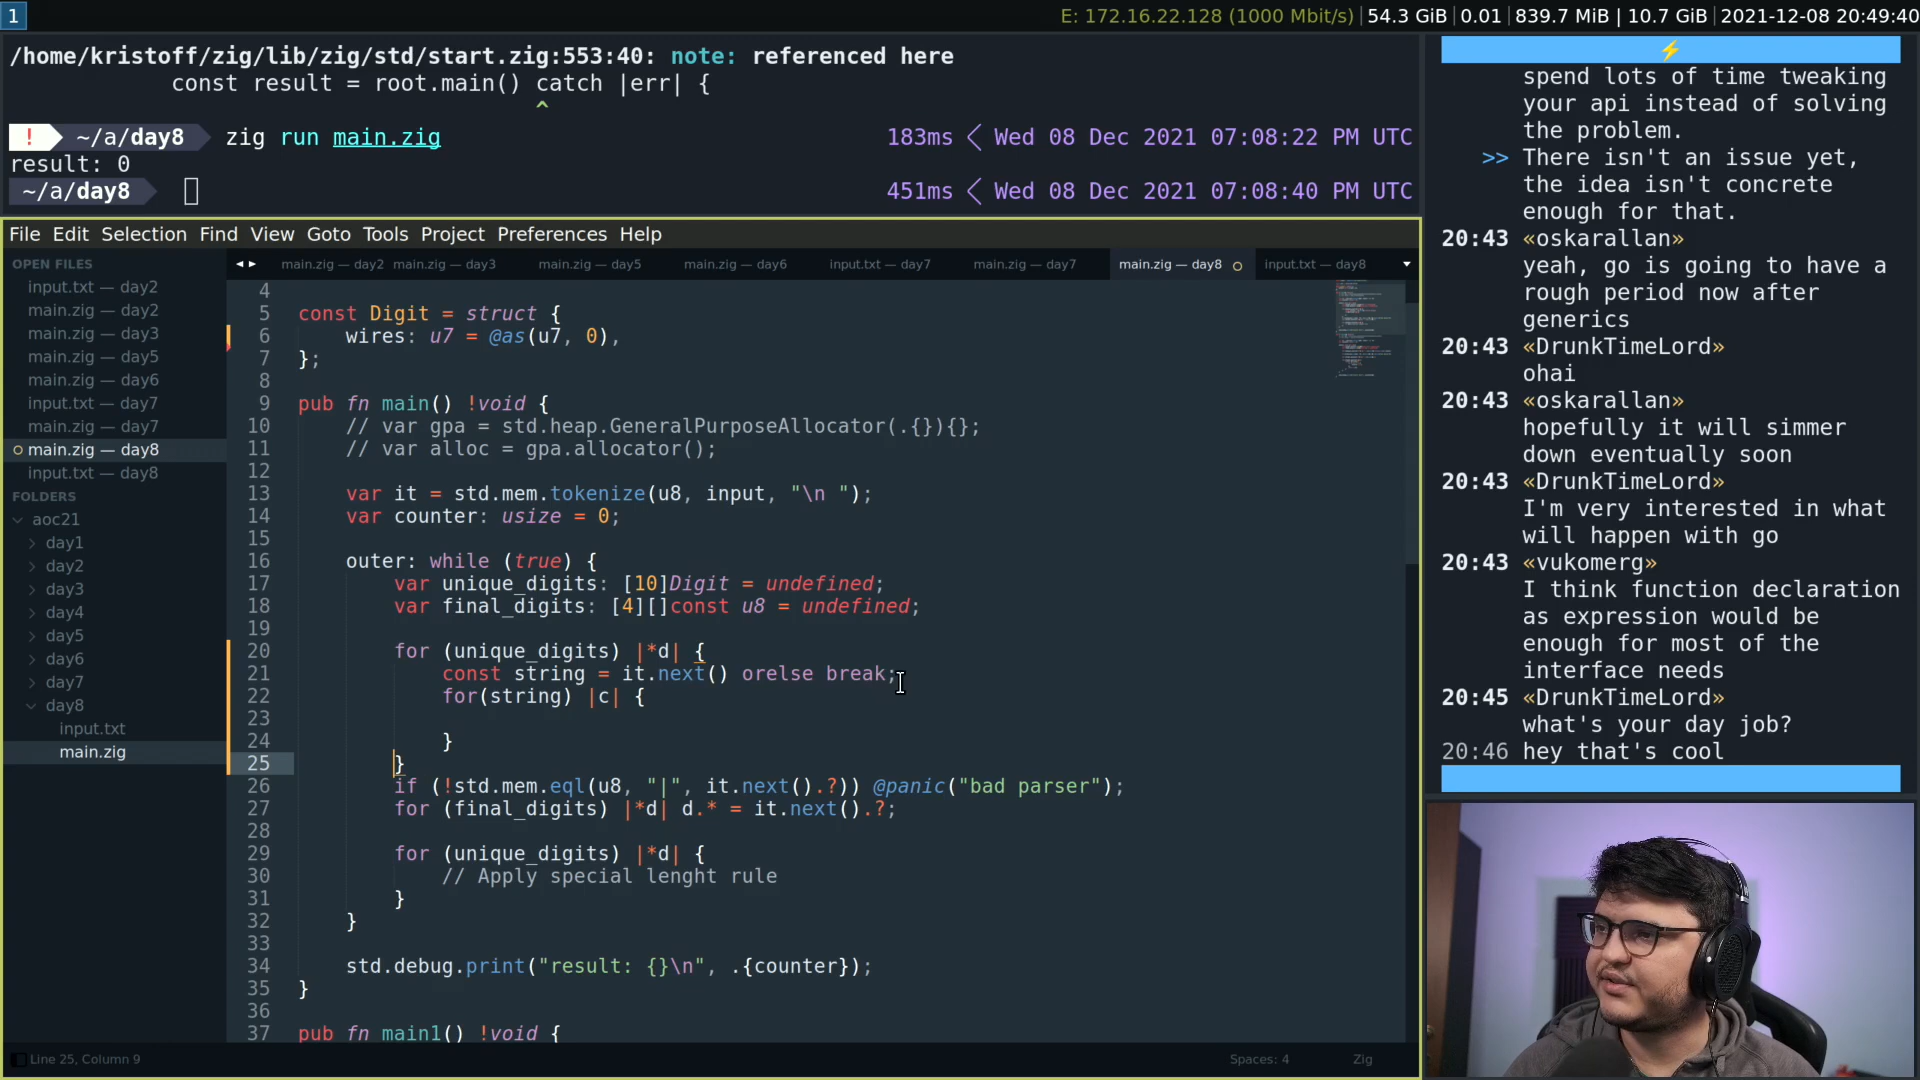 1
E: 172.16.22.128 (1000 Mbit/s)|54.3 GiB|0.01|839.7 MiB | 10.7 GiB|2021-12-08 20:49:40
/home/kristoff/zig/lib/zig/std/start.zig:553:40: note: referenced here
const result = root.main() catch |err| {
^
! ~/a/day8 zig run main.zig 183ms < Wed 08 Dec 2021 07:08:22 PM UTC
result: 0
~/a/day8 451ms < Wed 08 Dec 2021 07:08:40 PM UTC
File Edit Selection Find View Goto Tools Project Preferences Help
OPEN FILES
input.txt — day2
main.zig — day2
main.zig — day3
main.zig — day5
main.zig — day6
input.txt — day7
main.zig — day7
main.zig — day8
input.txt — day8
FOLDERS
aoc21
day1
day2
day3
day4
day5
day6
day7
day8
input.txt
main.zig
main.zig — day2 main.zig — day3 main.zig — day5 main.zig — day6 input.txt — day7 main.zig — day7 main.zig — day8 input.txt — day8
4
5 const Digit = struct {
6 wires: u7 = @as(u7, 0),
7 };
8
9 pub fn main() !void {
10 // var gpa = std.heap.GeneralPurposeAllocator(.{}){};
11 // var alloc = gpa.allocator();
12
13 var it = std.mem.tokenize(u8, input, "\n ");
14 var counter: usize = 0;
15
16 outer: while (true) {
17 var unique_digits: [10]Digit = undefined;
18 var final_digits: [4][]const u8 = undefined;
19
20 for (unique_digits) |*d| {
21 const string = it.next() orelse break;
22 for(string) |c| {
23
24 }
25 }
26 if (!std.mem.eql(u8, "|", it.next().?)) @panic("bad parser");
27 for (final_digits) |*d| d.* = it.next().?;
28
29 for (unique_digits) |*d| {
30 // Apply special lenght rule
31 }
32 }
33
34 std.debug.print("result: {}\n", .{counter});
35 }
36
37 pub fn main1() !void {
Line 25, Column 9 Spaces: 4 Zig
⚡
spend lots of time tweaking
your api instead of solving
the problem.
>> There isn't an issue yet,
the idea isn't concrete
enough for that.
20:43 «oskarallan»
yeah, go is going to have a
rough period now after
generics
20:43 «DrunkTimeLord»
ohai
20:43 «oskarallan»
hopefully it will simmer
down eventually soon
20:43 «DrunkTimeLord»
I'm very interested in what
will happen with go
20:43 «vukomerg»
I think function declaration
as expression would be
enough for most of the
interface needs
20:45 «DrunkTimeLord»
what's your day job?
20:46 hey that's cool